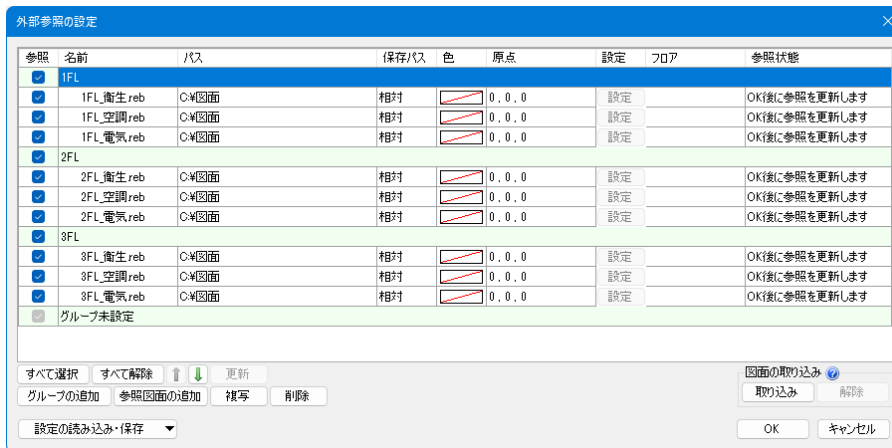 外部参照の設定
参照 名前 パス 保存パス 色 原点 設定 フロア 参照状態
1FL
1FL_衛生.reb C:¥図面 相対 0, 0, 0 設定 OK後に参照を更新します
1FL_空調.reb C:¥図面 相対 0, 0, 0 設定 OK後に参照を更新します
1FL_電気.reb C:¥図面 相対 0, 0, 0 設定 OK後に参照を更新します
2FL
2FL_衛生.reb C:¥図面 相対 0, 0, 0 設定 OK後に参照を更新します
2FL_空調.reb C:¥図面 相対 0, 0, 0 設定 OK後に参照を更新します
2FL_電気.reb C:¥図面 相対 0, 0, 0 設定 OK後に参照を更新します
3FL
3FL_衛生.reb C:¥図面 相対 0, 0, 0 設定 OK後に参照を更新します
3FL_空調.reb C:¥図面 相対 0, 0, 0 設定 OK後に参照を更新します
3FL_電気.reb C:¥図面 相対 0, 0, 0 設定 OK後に参照を更新します
グループ未設定
すべて選択 すべて解除 更新
グループの追加 参照図面の追加 複写 削除
図面の取り込み
取り込み 解除
設定の読み込み・保存
OK キャンセル